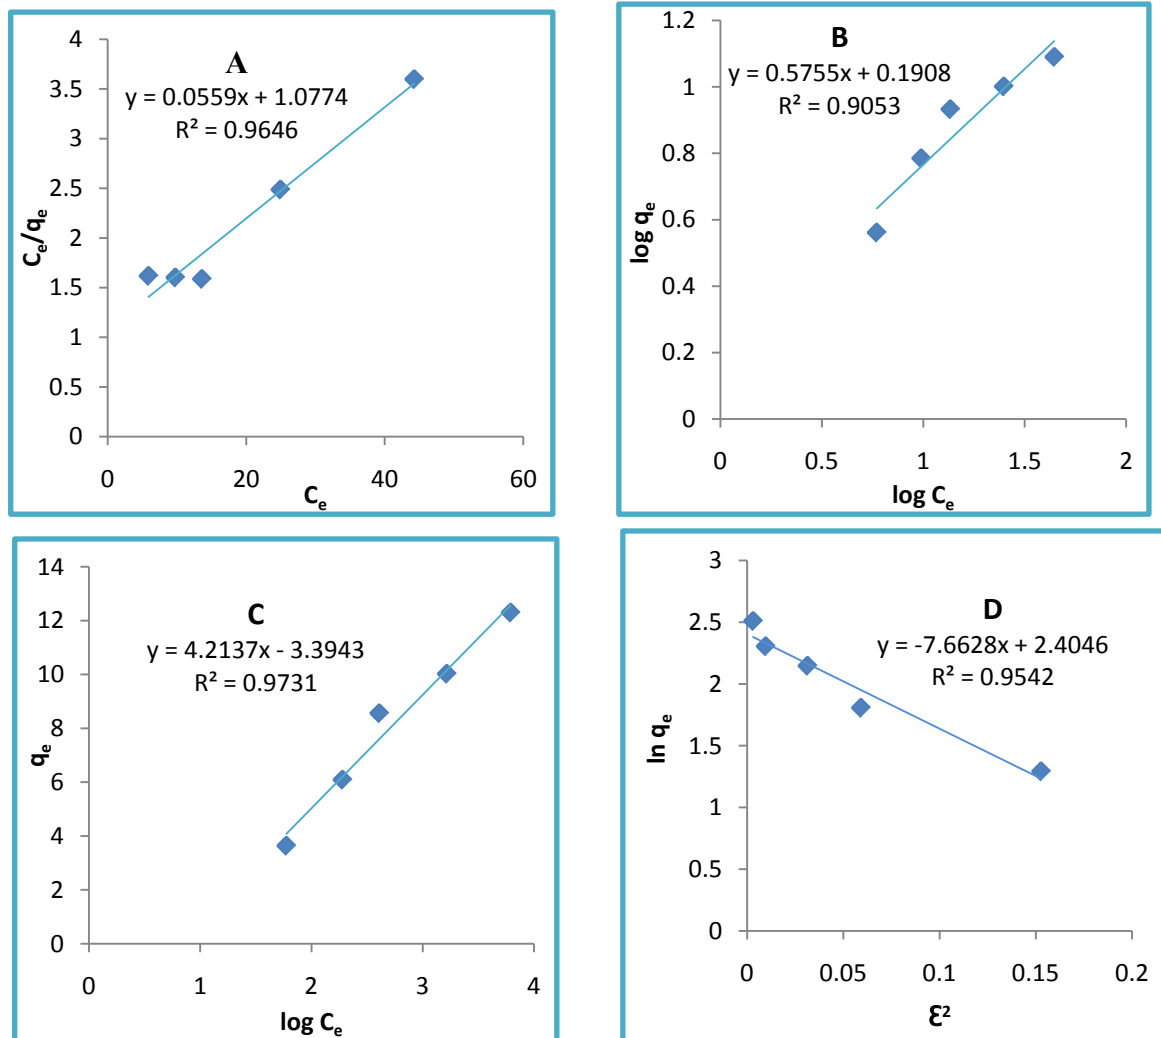 A
y = 0.0559x + 1.0774
R² = 0.9646
4
3.5
3
2.5
2
1.5
1
0.5
0
0 20 40 60
Cₑ/qₑ
Cₑ
B
y = 0.5755x + 0.1908
R² = 0.9053
1.2
1
0.8
0.6
0.4
0.2
0
0 0.5 1 1.5 2
log qₑ
log Cₑ
C
y = 4.2137x - 3.3943
R² = 0.9731
14
12
10
8
6
4
2
0
0 1 2 3 4
qₑ
log Cₑ
D
y = -7.6628x + 2.4046
R² = 0.9542
3
2.5
2
1.5
1
0.5
0
0 0.05 0.1 0.15 0.2
ln qₑ
Ɛ²